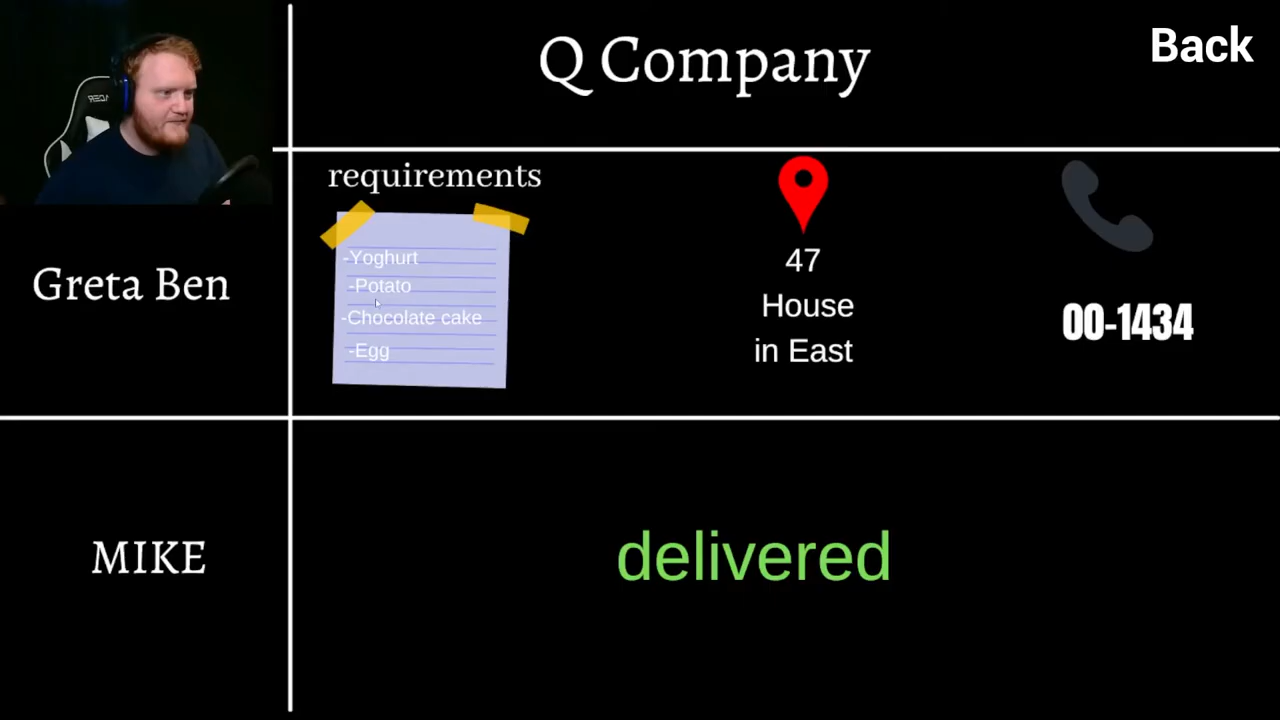 Q Company
Back
requirements
-Yoghurt
-Potato
-Chocolate cake
-Egg
Greta Ben
47
House
in East
00-1434
MIKE
delivered